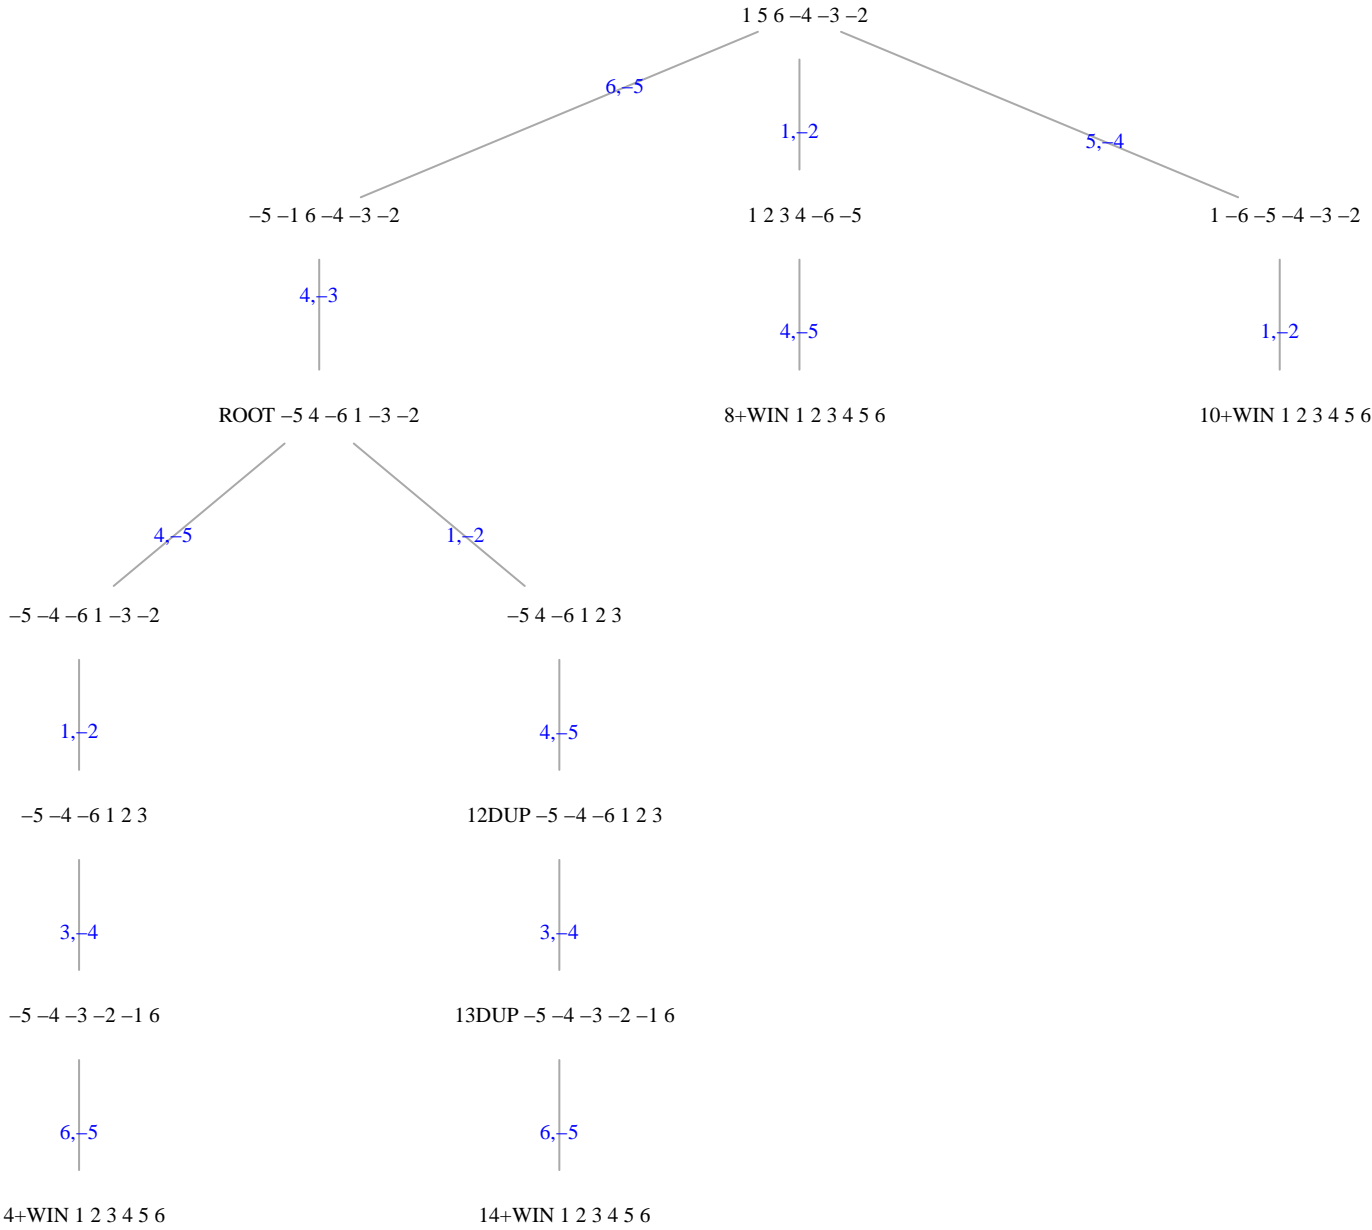 1 5 6 −4 −3 −2
6,−5
1,−2
5,−4
−5 −1 6 −4 −3 −2
1 2 3 4 −6 −5
1 −6 −5 −4 −3 −2
4,−3
4,−5
1,−2
ROOT −5 4 −6 1 −3 −2
8+WIN 1 2 3 4 5 6
10+WIN 1 2 3 4 5 6
4,−5
1,−2
−5 −4 −6 1 −3 −2
−5 4 −6 1 2 3
1,−2
4,−5
−5 −4 −6 1 2 3
12DUP −5 −4 −6 1 2 3
3,−4
3,−4
−5 −4 −3 −2 −1 6
13DUP −5 −4 −3 −2 −1 6
6,−5
6,−5
4+WIN 1 2 3 4 5 6
14+WIN 1 2 3 4 5 6